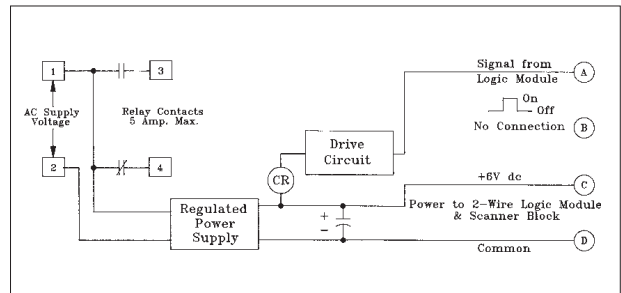 1
3
AC Supply
Voltage
Relay Contacts
5 Amp. Max.
2
4
Signal from
Logic Module
A
On
Off
No Connection
B
Drive
Circuit
CR
+6V dc
C
Regulated
Power
Supply
+
-
Power to 2-Wire Logic Module
& Scanner Block
Common
D